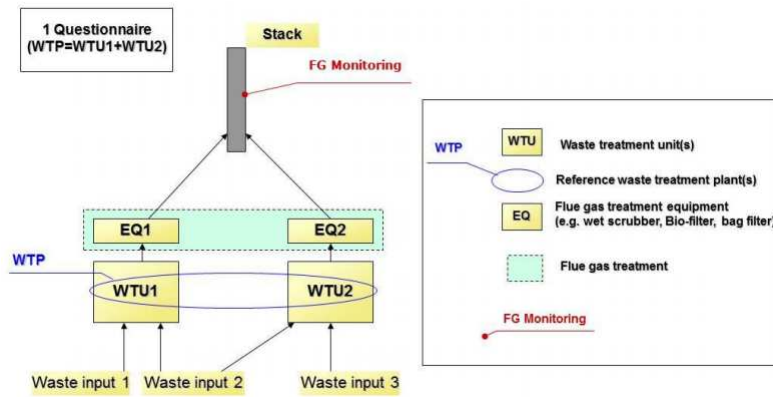 1 Questionnaire
(WTP=WTU1+WTU2)
Stack
FG Monitoring
EQ1
EQ2
WTP
WTU1
WTU2
Waste input 1
Waste input 2
Waste input 3
WTP
WTU
Waste treatment unit(s)
Reference waste treatment plant(s)
EQ
Flue gas treatment equipment
(e.g. wet scrubber, Bio-filter, bag filter)
Flue gas treatment
FG Monitoring